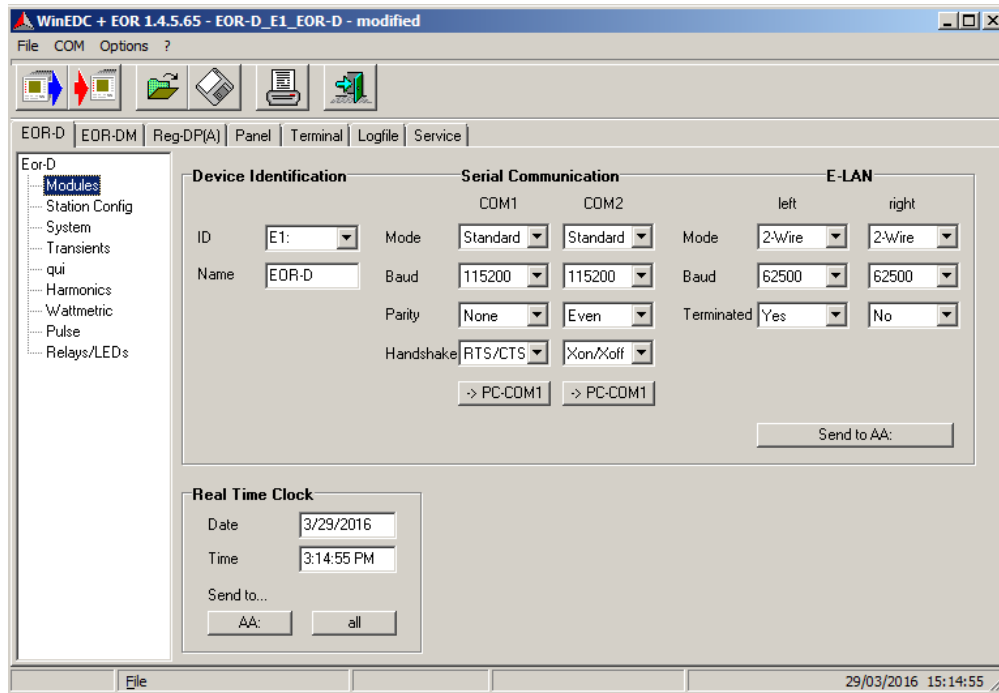 WinEDC + EOR 1.4.5.65 - EOR-D_E1_EOR-D - modified
File COM Options ?
EOR-D EOR-DM Reg-DP(A) Panel Terminal Logfile Service
Eor-D
Modules
Station Config
System
Transients
qui
Harmonics
Wattmetric
Pulse
Relays/LEDs
Device Identification Serial Communication E-LAN
COM1 COM2 left right
ID E1: Mode Standard Standard Mode 2-Wire 2-Wire
Name EOR-D Baud 115200 115200 Baud 62500 62500
Parity None Even Terminated Yes No
Handshake RTS/CTS Xon/Xoff
-> PC-COM1 -> PC-COM1
Send to AA:
Real Time Clock
Date 3/29/2016
Time 3:14:55 PM
Send to...
AA: all
File 29/03/2016 15:14:55